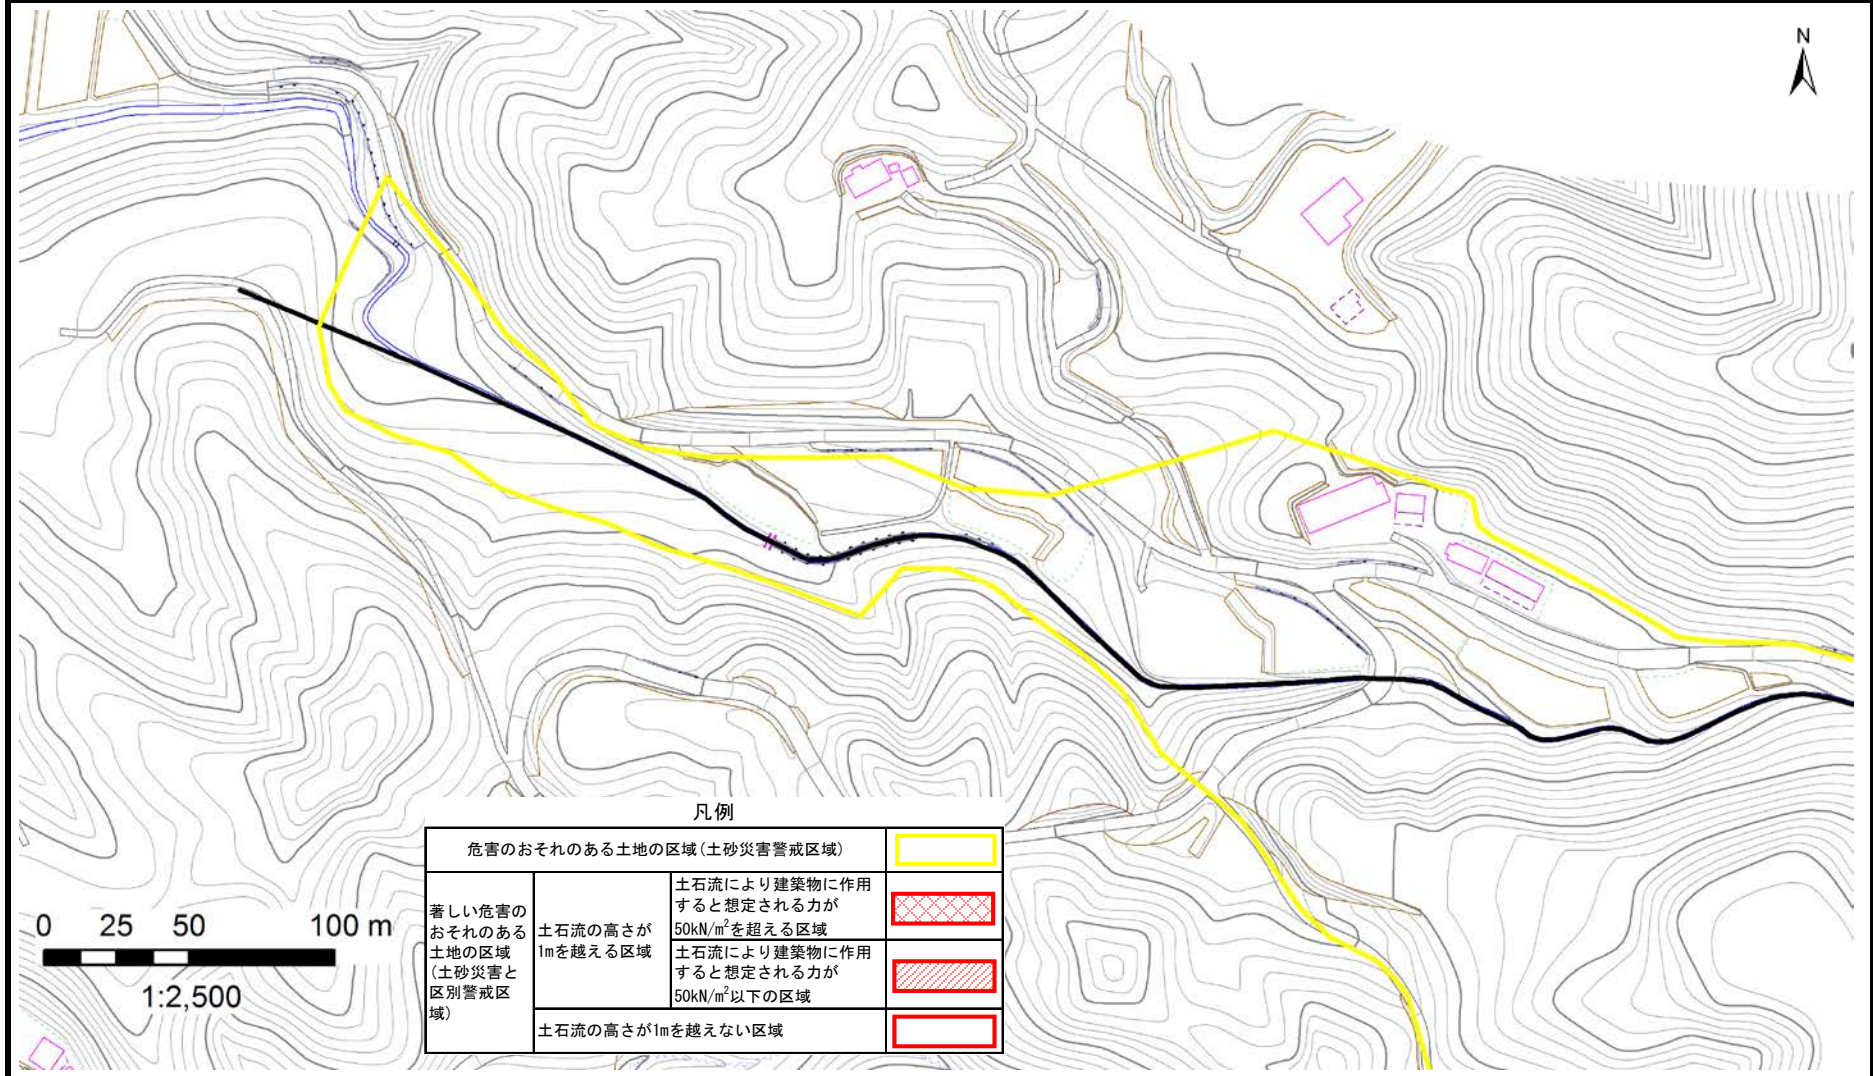 N
凡例
危害のおそれのある土地の区域(土砂災害警戒区域)
著しい危害の
おそれのある
土地の区域
(土砂災害と
区別警戒区
域)
土石流の高さが
1mを越える区域
土石流により建築物に作用
すると想定される力が
50kN/m²を超える区域
土石流により建築物に作用
すると想定される力が
50kN/m²以下の区域
土石流の高さが1mを越えない区域
0 25 50 100 m
1:2,500